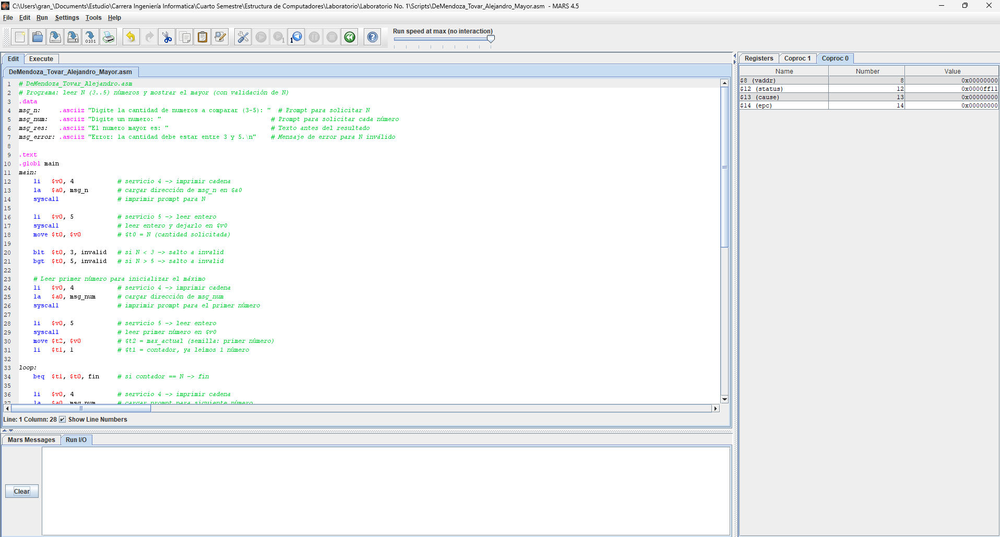 C:\Users\gran_\Documents\Estudio\Carrera Ingeniería Informatica\Cuarto Semestre\Estructura de Computadores\Laboratorio\Laboratorio No. 1\Scripts\DeMendoza_Tovar_Alejandro_Mayor.asm - MARS 4.5
File Edit Run Settings Tools Help
Run speed at max (no interaction)
Edit Execute
DeMendoza_Tovar_Alejandro_Mayor.asm
1 # DeMendoza_Tovar_Alejandro.asm
2 # Programa: leer N (3..5) números y mostrar el mayor (con validación de N)
3 .data
4 msg_n: .asciiz "Digite la cantidad de numeros a comparar (3-5): " # Prompt para solicitar N
5 msg_num: .asciiz "Digite un numero: " # Prompt para solicitar cada número
6 msg_res: .asciiz "El numero mayor es: " # Texto antes del resultado
7 msg_error: .asciiz "Error: la cantidad debe estar entre 3 y 5.\n" # Mensaje de error para N inválido
8
9 .text
10 .globl main
11 main:
12 li $v0, 4 # servicio 4 -> imprimir cadena
13 la $a0, msg_n # cargar dirección de msg_n en $a0
14 syscall # imprimir prompt para N
15
16 li $v0, 5 # servicio 5 -> leer entero
17 syscall # leer entero y dejarlo en $v0
18 move $t0, $v0 # $t0 = N (cantidad solicitada)
19
20 blt $t0, 3, invalid # si N < 3 -> salto a invalid
21 bgt $t0, 5, invalid # si N > 5 -> salto a invalid
22
23 # Leer primer número para inicializar el máximo
24 li $v0, 4 # servicio 4 -> imprimir cadena
25 la $a0, msg_num # cargar dirección de msg_num
26 syscall # imprimir prompt para el primer número
27
28 li $v0, 5 # servicio 5 -> leer entero
29 syscall # leer primer número en $v0
30 move $t2, $v0 # $t2 = max_actual (semilla: primer número)
31 li $t1, 1 # $t1 = contador, ya leímos 1 número
32
33 loop:
34 beq $t1, $t0, fin # si contador == N -> fin
35
36 li $v0, 4 # servicio 4 -> imprimir cadena
37 la $a0, msg_num # cargar prompt para siguiente número
Line: 1 Column: 28 Show Line Numbers
Mars Messages Run I/O
Clear
Registers Coproc 1 Coproc 0
Name Number Value
$8 (vaddr) 8 0x00000000
$12 (status) 12 0x0000ff11
$13 (cause) 13 0x00000000
$14 (epc) 14 0x00000000